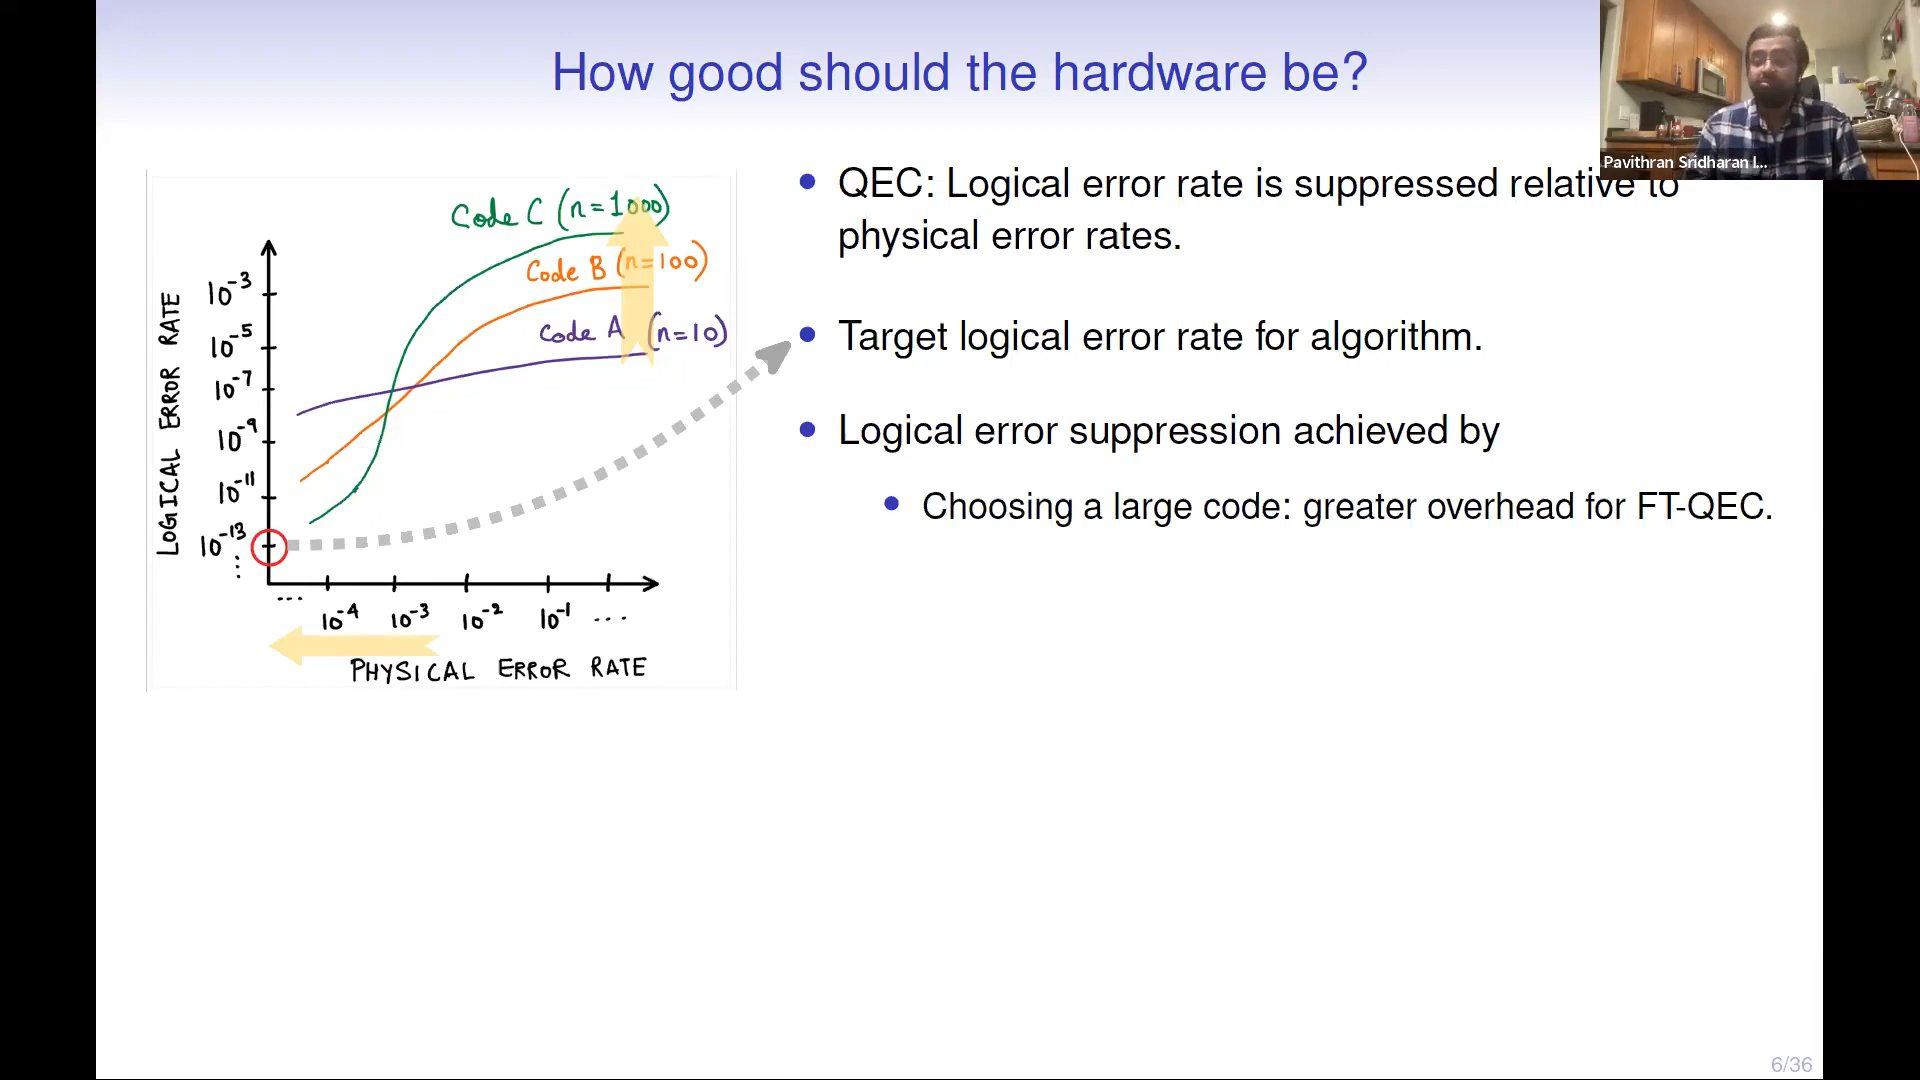 How good should the hardware be?
Pavithran Sridharan I...
QEC: Logical error rate is suppressed relative to
physical error rates.
Target logical error rate for algorithm.
Logical error suppression achieved by
Choosing a large code: greater overhead for FT-QEC.
Code C (n=1000)
Code B (n=100)
Code A (n=10)
LOGICAL ERROR RATE
10^-3
10^-5
10^-7
10^-9
10^-11
10^-13
10^-4 10^-3 10^-2 10^-1 ....
PHYSICAL ERROR RATE
6/36